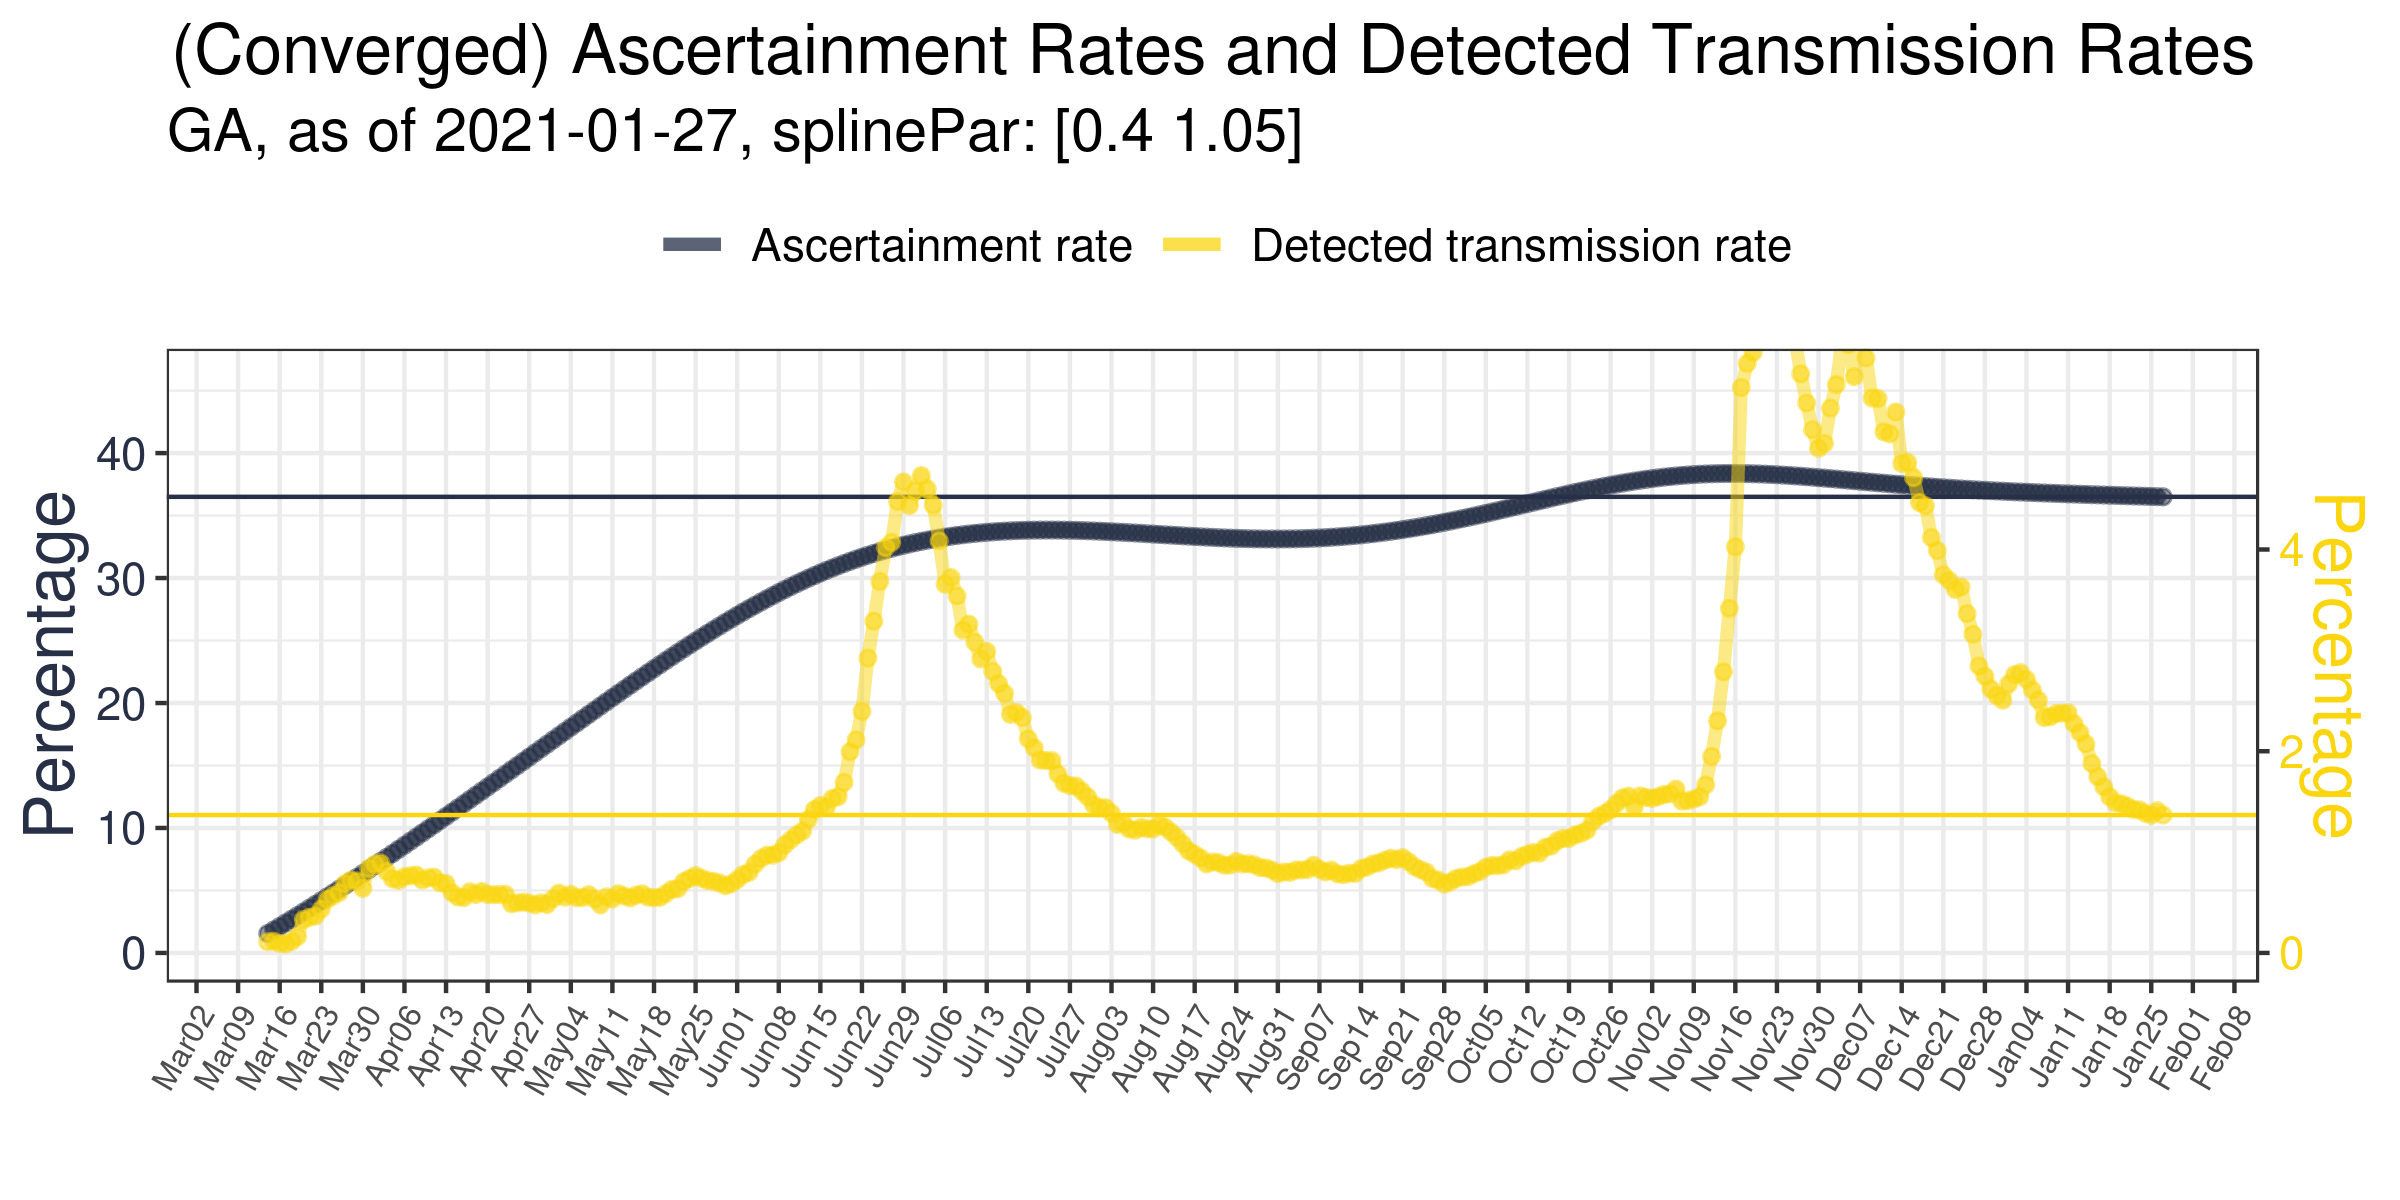 (Converged) Ascertainment Rates and Detected Transmission Rates
GA, as of 2021-01-27, splinePar: [0.4 1.05]
Ascertainment rate
Detected transmission rate
Percentage
40
30
20
10
0
4
2
0
Percentage
Mar02
Mar09
Mar16
Mar23
Mar30
Apr06
Apr13
Apr20
Apr27
May04
May11
May18
May25
Jun01
Jun08
Jun15
Jun22
Jun29
Jul06
Jul13
Jul20
Jul27
Aug03
Aug10
Aug17
Aug24
Aug31
Sep07
Sep14
Sep21
Sep28
Oct05
Oct12
Oct19
Oct26
Nov02
Nov09
Nov16
Nov23
Nov30
Dec07
Dec14
Dec21
Dec28
Jan04
Jan11
Jan18
Jan25
Feb01
Feb08